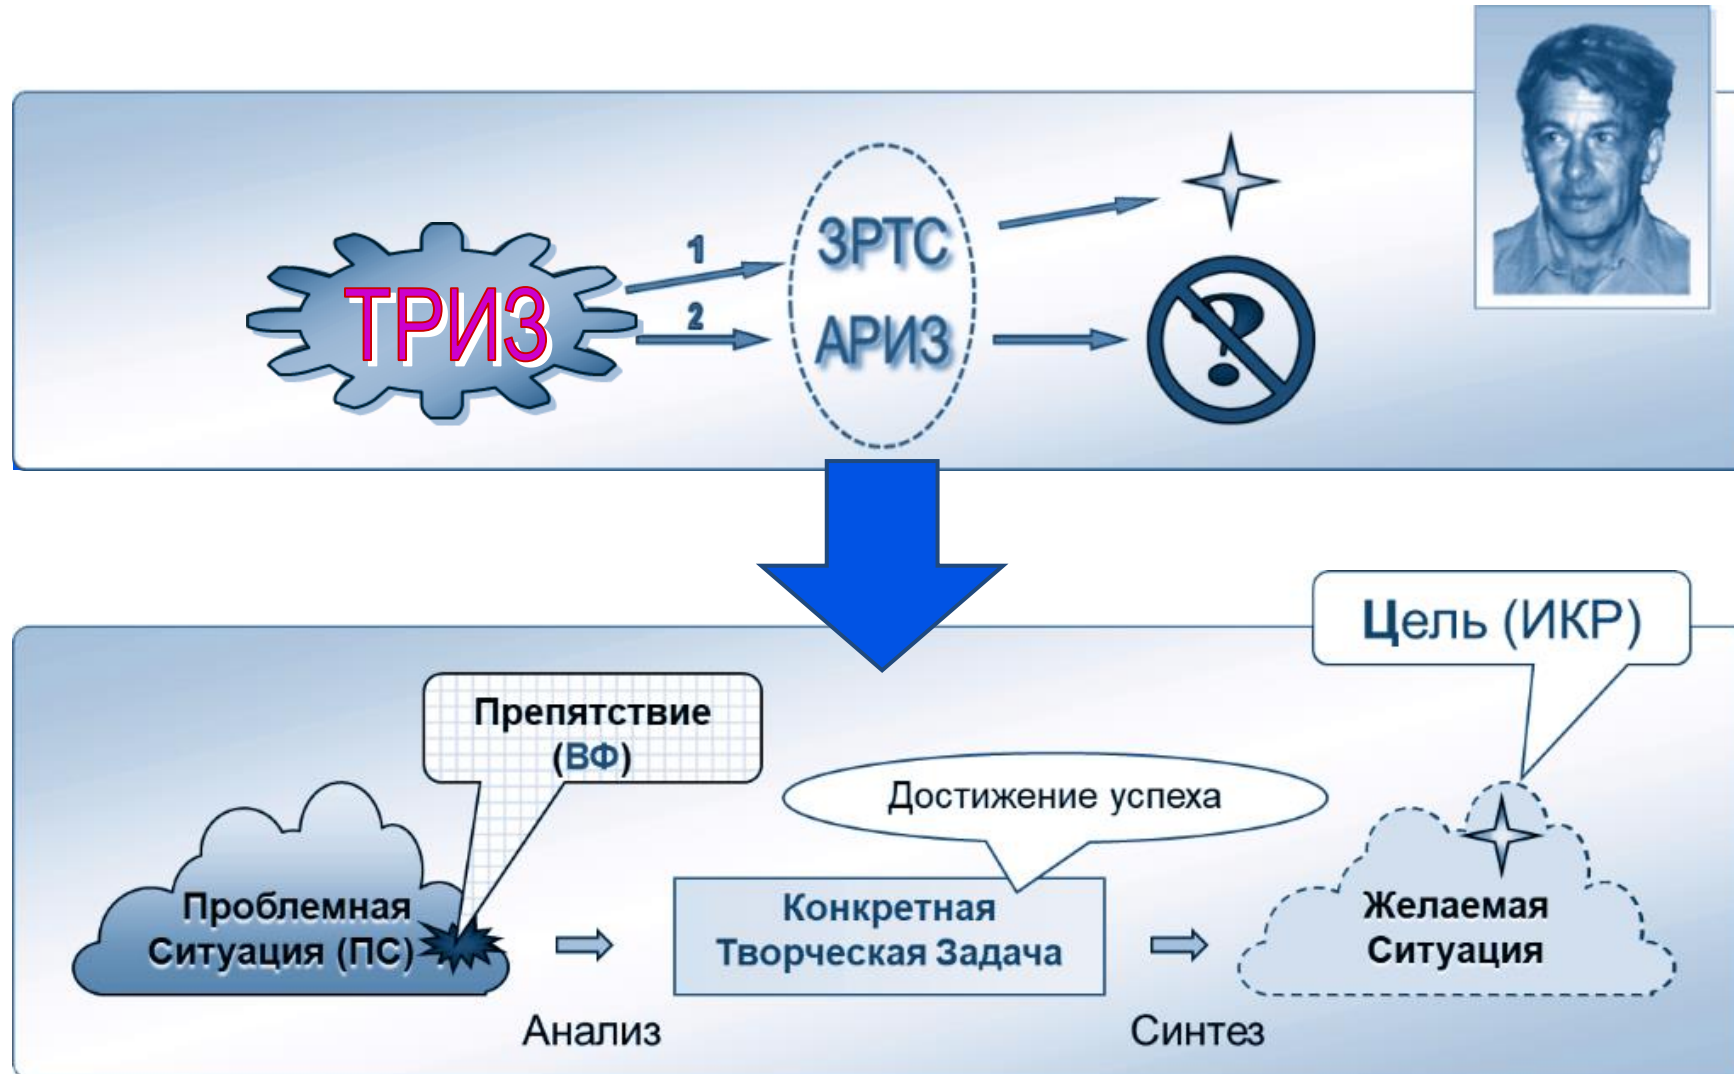 ТРИЗ
1
2
ЗРТС
АРИЗ
?
Цель (ИКР)
Препятствие
(ВФ)
Достижение успеха
Проблемная
Ситуация (ПС)
Конкретная
Творческая Задача
Желаемая
Ситуация
Анализ
Синтез